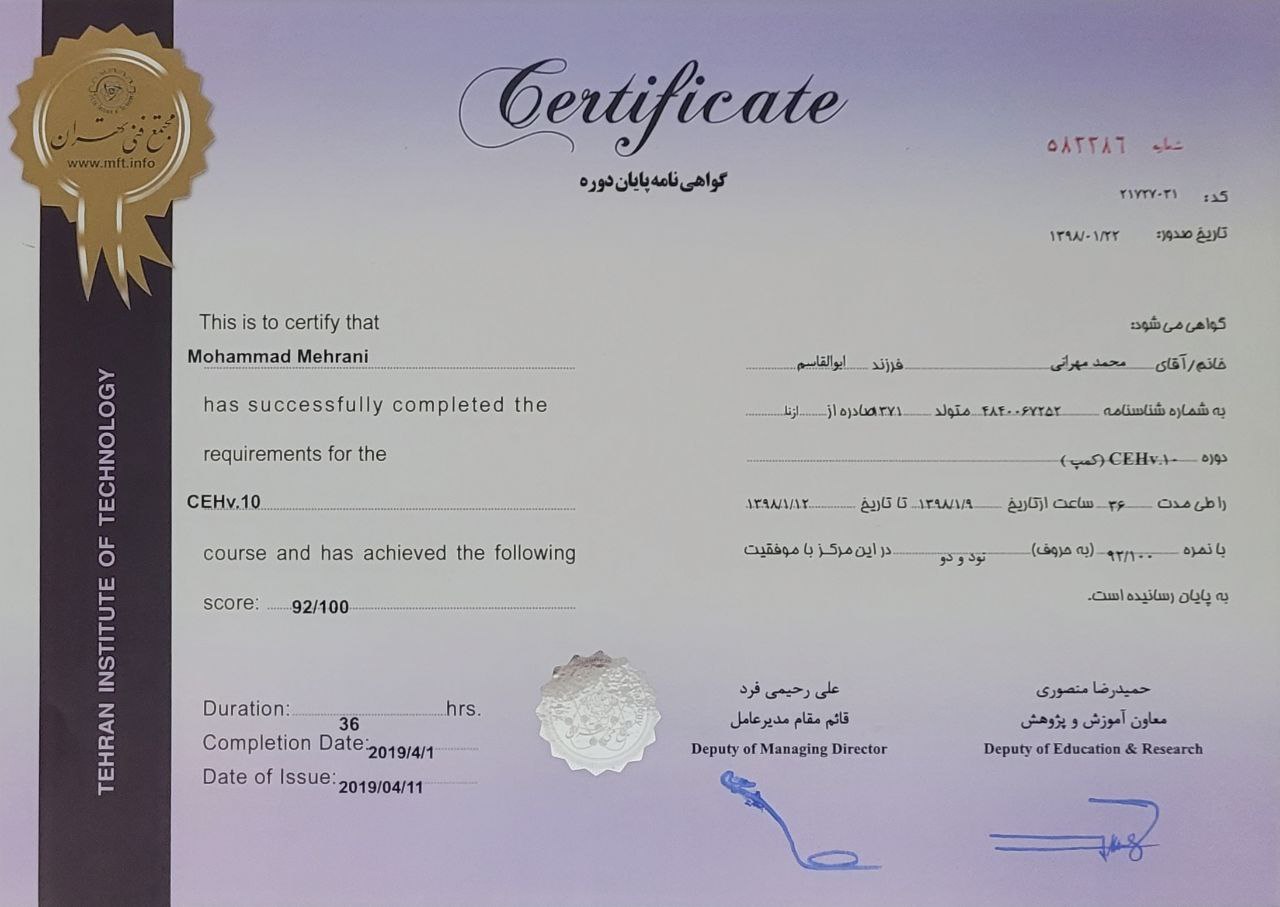 مجتمع فنی تهران
www.mft.info
TEHRAN INSTITUTE OF TECHNOLOGY
Certificate
گواهی‌نامه پایان دوره
شماره ۵۸۲۲۸۶
کد: ۲۱۷۲۷۰۳۱
تاریخ صدور: ۱۳۹۸/۰۱/۲۲
This is to certify that
Mohammad Mehrani
has successfully completed the
requirements for the
CEHv.10
course and has achieved the following
score: 92/100
Duration: 36 hrs.
Completion Date: 2019/4/1
Date of Issue: 2019/04/11
گواهی می شود:
خانم/آقای محمد مهرانی فرزند ابوالقاسم
به شماره شناسنامه ۴۸۴۰۰۶۷۲۵۲ متولد ۱۳۷۱ صادره از ازنا
دوره CEHv.۱۰ (کمپ)
را طی مدت ۳۶ ساعت از تاریخ ۱۳۹۸/۱/۹ تا تاریخ ۱۳۹۸/۱/۱۲
با نمره ۹۲/۱۰۰ (به حروف) نود و دو در این مرکز با موفقیت
به پایان رسانیده است.
علی رحیمی فرد
قائم مقام مدیرعامل
Deputy of Managing Director
حمیدرضا منصوری
معاون آموزش و پژوهش
Deputy of Education & Research